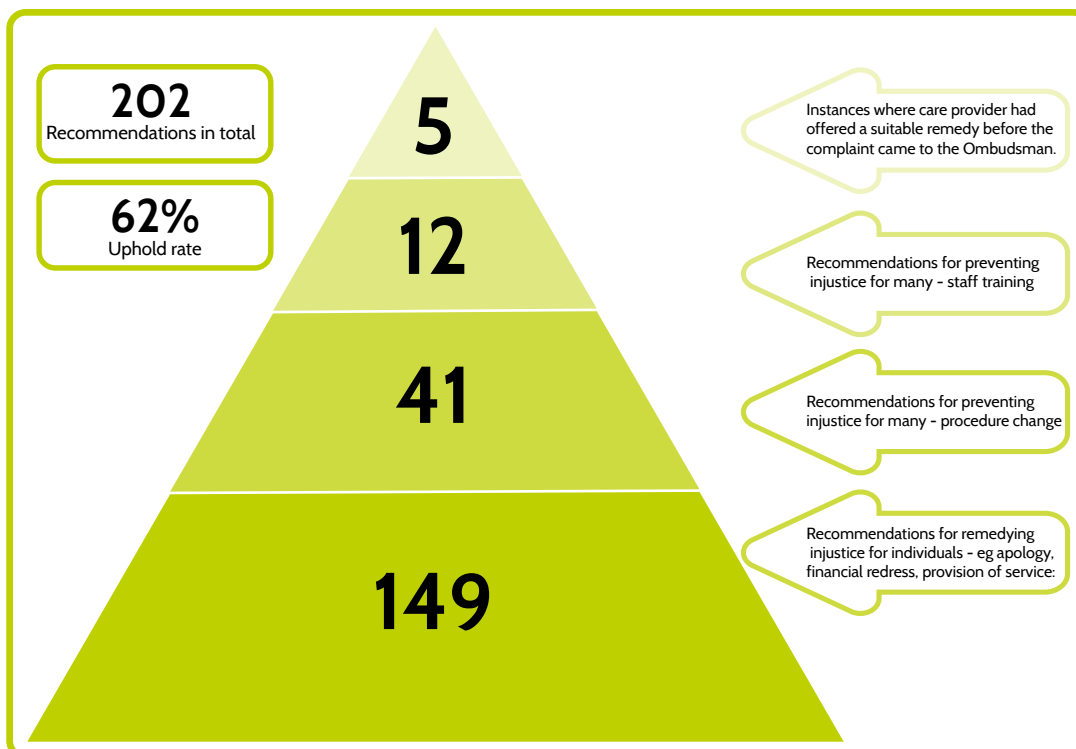 202
Recommendations in total
62%
Uphold rate
5
Instances where care provider had
offered a suitable remedy before the
complaint came to the Ombudsman.
12
Recommendations for preventing
injustice for many - staff training
41
Recommendations for preventing
injustice for many - procedure change
149
Recommendations for remedying
injustice for individuals - eg apology,
financial redress, provision of service: